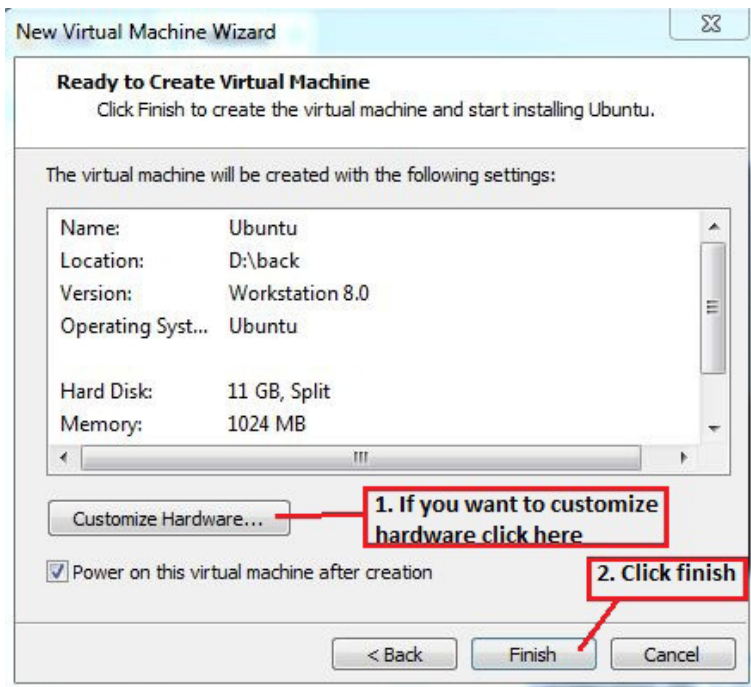 New Virtual Machine Wizard
Ready to Create Virtual Machine
Click Finish to create the virtual machine and start installing Ubuntu.
The virtual machine will be created with the following settings:
Name: Ubuntu
Location: D:\back
Version: Workstation 8.0
Operating Syst... Ubuntu
Hard Disk: 11 GB, Split
Memory: 1024 MB
Customize Hardware...
1. If you want to customize
hardware click here
Power on this virtual machine after creation
2. Click finish
< Back Finish Cancel